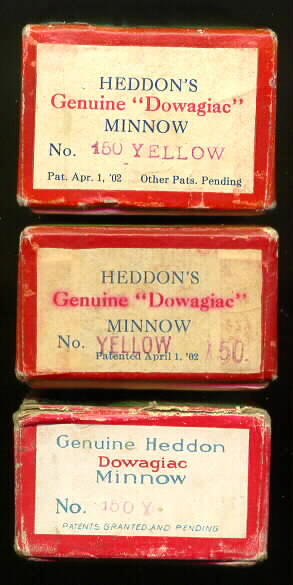 HEDDON'S
Genuine "Dowagiac"
MINNOW
No. 150 YELLOW
Pat. Apr. 1, '02 Other Pats. Pending
HEDDON'S
Genuine "Dowagiac"
MINNOW
No. YELLOW 150.
Patented April 1, '02
Genuine Heddon
Dowagiac
Minnow
No. 150 Y.
PATENTS GRANTED AND PENDING